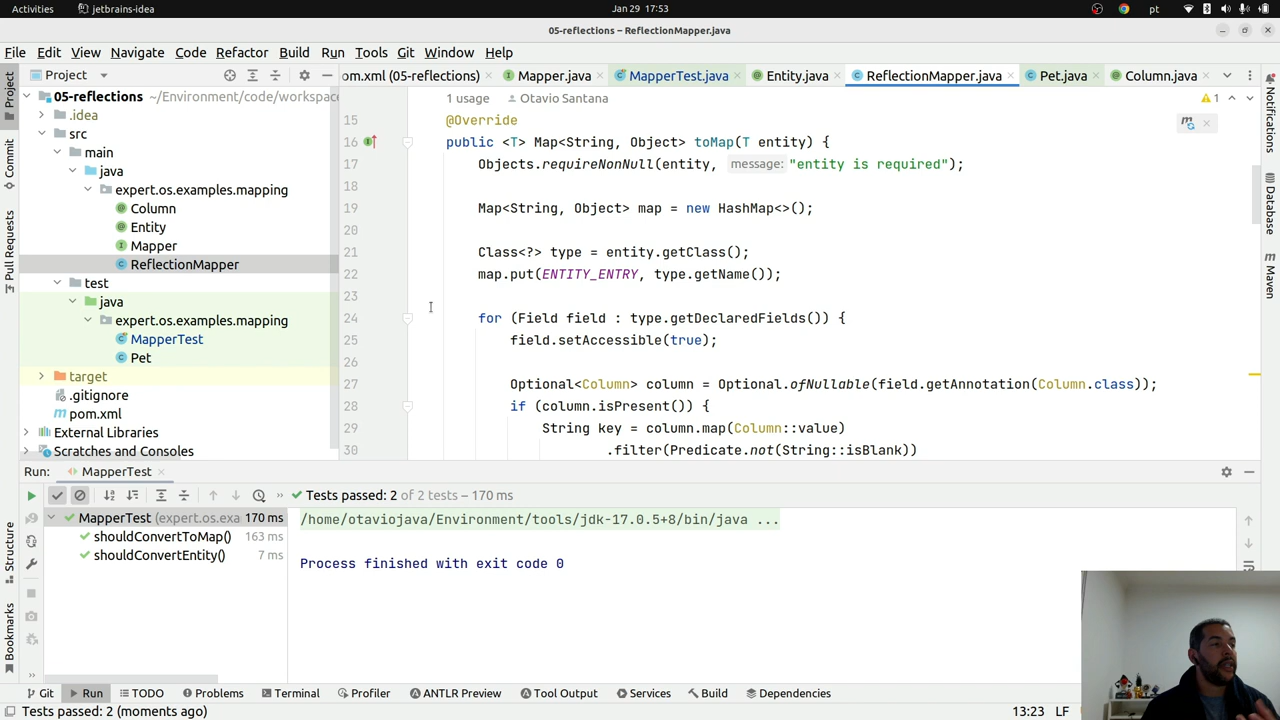 Activities
jetbrains-idea
Jan 29 17:53
pt
05-reflections – ReflectionMapper.java
File Edit View Navigate Code Refactor Build Run Tools Git Window Help
Project
om.xml (05-reflections)
Mapper.java
MapperTest.java
Entity.java
ReflectionMapper.java
Pet.java
Column.java
Project
Commit
Pull Requests
Structure
Bookmarks
05-reflections ~/Environment/code/workspac
.idea
src
main
java
expert.os.examples.mapping
Column
Entity
Mapper
ReflectionMapper
test
java
expert.os.examples.mapping
MapperTest
Pet
target
.gitignore
pom.xml
External Libraries
Scratches and Consoles
1 usage Otavio Santana
1
15 @Override
16 public <T> Map<String, Object> toMap(T entity) {
17 Objects.requireNonNull(entity, message: "entity is required");
18
19 Map<String, Object> map = new HashMap<>();
20
21 Class<?> type = entity.getClass();
22 map.put(ENTITY_ENTRY, type.getName());
23
24 for (Field field : type.getDeclaredFields()) {
25 field.setAccessible(true);
26
27 Optional<Column> column = Optional.ofNullable(field.getAnnotation(Column.class));
28 if (column.isPresent()) {
29 String key = column.map(Column::value)
30 .filter(Predicate.not(String::isBlank))
Notifications
Database
Maven
Run: MapperTest
Tests passed: 2 of 2 tests – 170 ms
MapperTest (expert.os.exa 170 ms
shouldConvertToMap() 163 ms
shouldConvertEntity() 7 ms
/home/otaviojava/Environment/tools/jdk-17.0.5+8/bin/java ...
Process finished with exit code 0
Git
Run
TODO
Problems
Terminal
Profiler
ANTLR Preview
Tool Output
Services
Build
Dependencies
Tests passed: 2 (moments ago)
13:23 LF